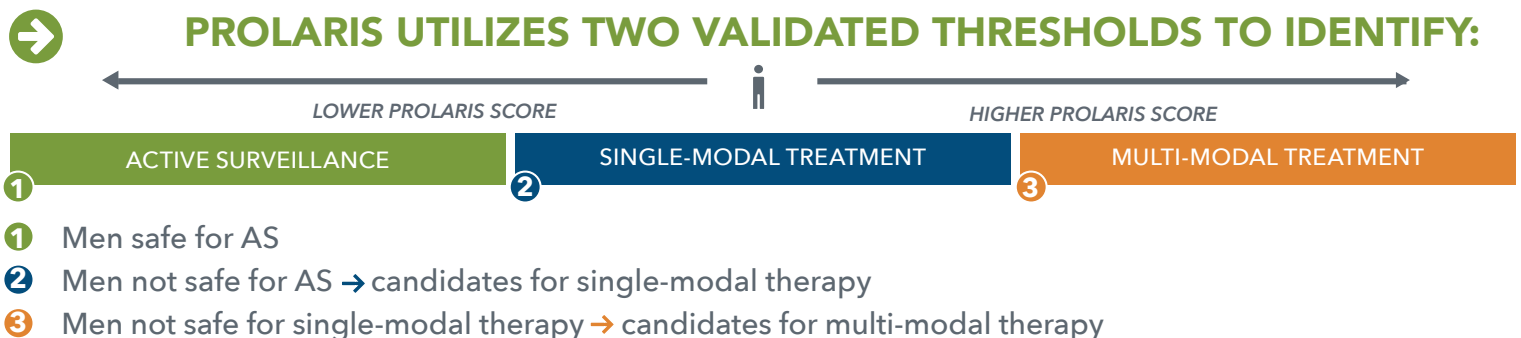 PROLARIS UTILIZES TWO VALIDATED THRESHOLDS TO IDENTIFY:
LOWER PROLARIS SCORE
HIGHER PROLARIS SCORE
ACTIVE SURVEILLANCE
SINGLE-MODAL TREATMENT
MULTI-MODAL TREATMENT
1
2
3
1 Men safe for AS
2 Men not safe for AS → candidates for single-modal therapy
3 Men not safe for single-modal therapy → candidates for multi-modal therapy